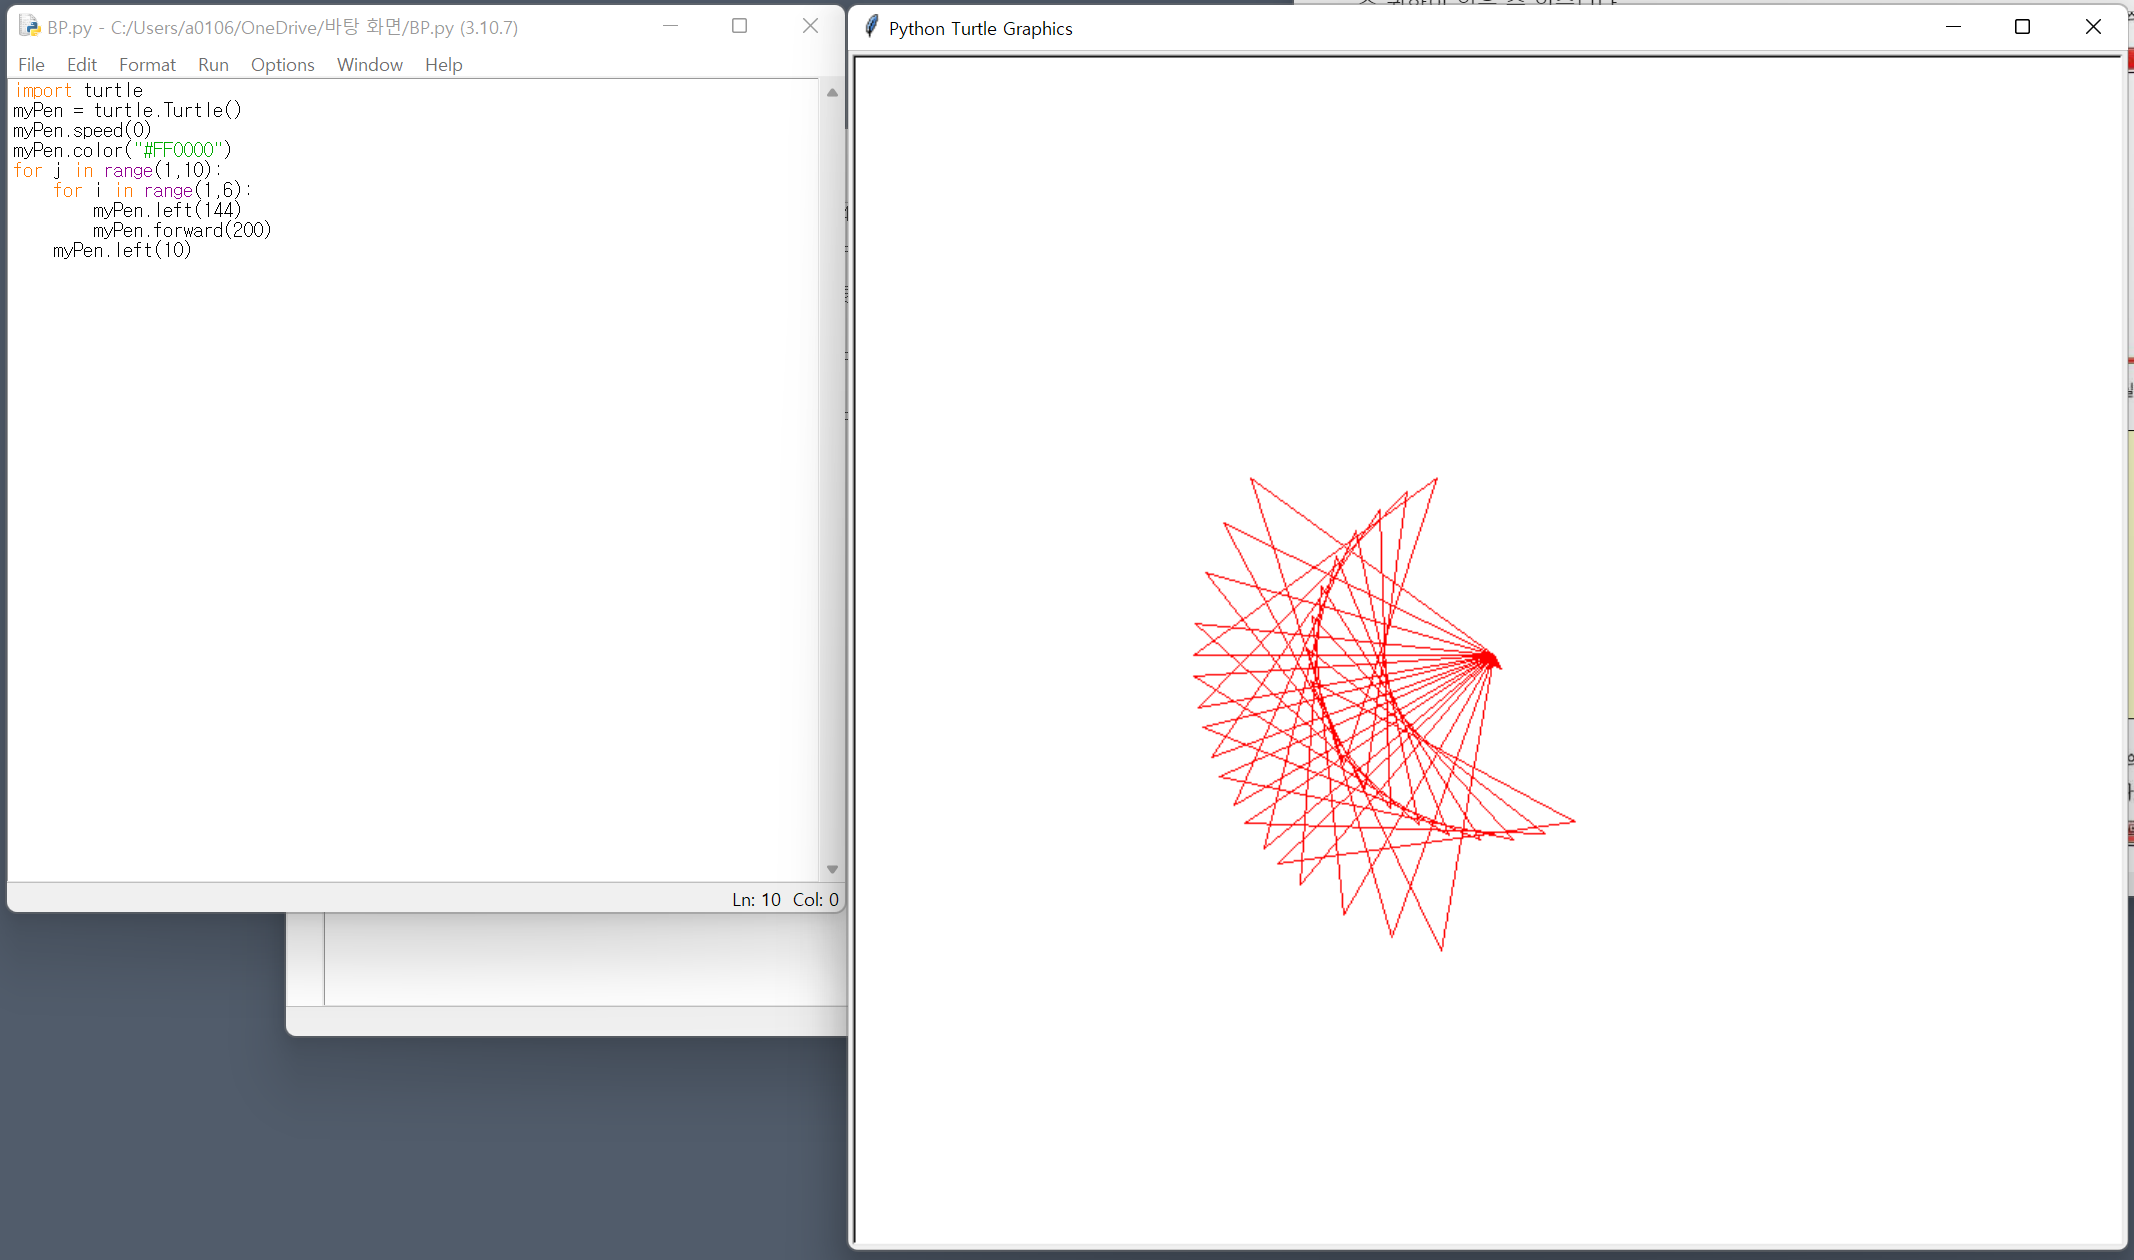 BP.py - C:/Users/a0106/OneDrive/바탕 화면/BP.py (3.10.7)
File Edit Format Run Options Window Help
import turtle
myPen = turtle.Turtle()
myPen.speed(0)
myPen.color("#FF0000")
for j in range(1,10):
    for i in range(1,6):
        myPen.left(144)
        myPen.forward(200)
    myPen.left(10)
Ln: 10 Col: 0
Python Turtle Graphics